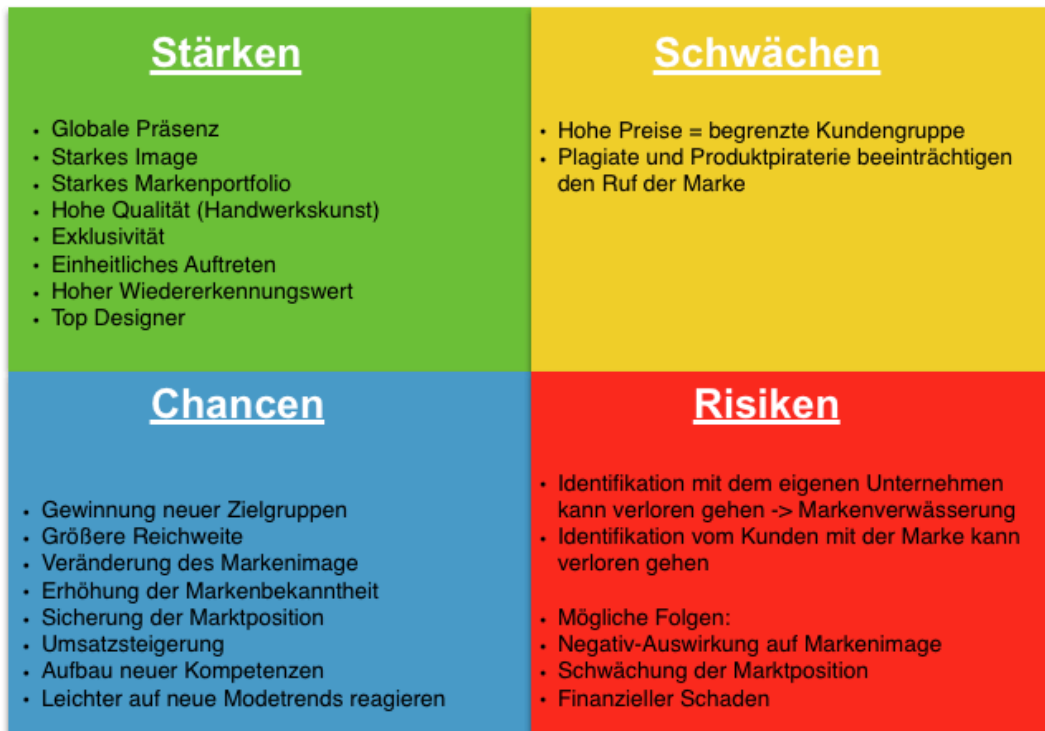 Stärken
• Globale Präsenz
• Starkes Image
• Starkes Markenportfolio
• Hohe Qualität (Handwerkskunst)
• Exklusivität
• Einheitliches Auftreten
• Hoher Wiedererkennungswert
• Top Designer
Schwächen
• Hohe Preise = begrenzte Kundengruppe
• Plagiate und Produktpiraterie beeinträchtigen
den Ruf der Marke
Chancen
• Gewinnung neuer Zielgruppen
• Größere Reichweite
• Veränderung des Markenimage
• Erhöhung der Markenbekanntheit
• Sicherung der Marktposition
• Umsatzsteigerung
• Aufbau neuer Kompetenzen
• Leichter auf neue Modetrends reagieren
Risiken
• Identifikation mit dem eigenen Unternehmen
kann verloren gehen -> Markenverwässerung
• Identifikation vom Kunden mit der Marke kann
verloren gehen
• Mögliche Folgen:
• Negativ-Auswirkung auf Markenimage
• Schwächung der Marktposition
• Finanzieller Schaden